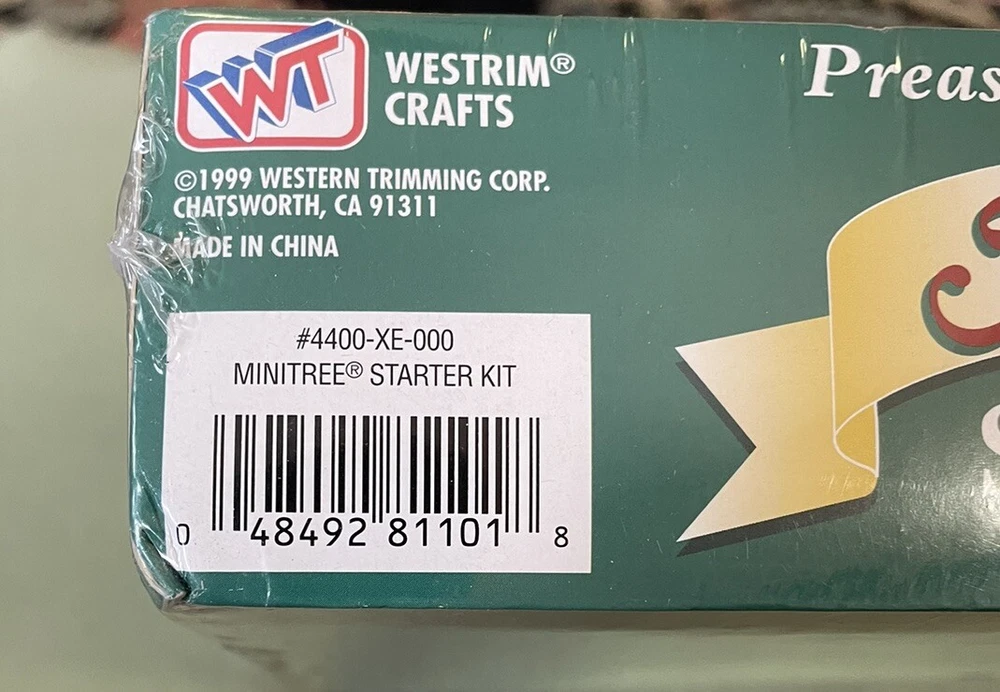 WT
WESTRIM®
CRAFTS
©1999 WESTERN TRIMMING CORP.
CHATSWORTH, CA 91311
MADE IN CHINA
#4400-XE-000
MINITREE® STARTER KIT
0 48492 81101 8
Preas